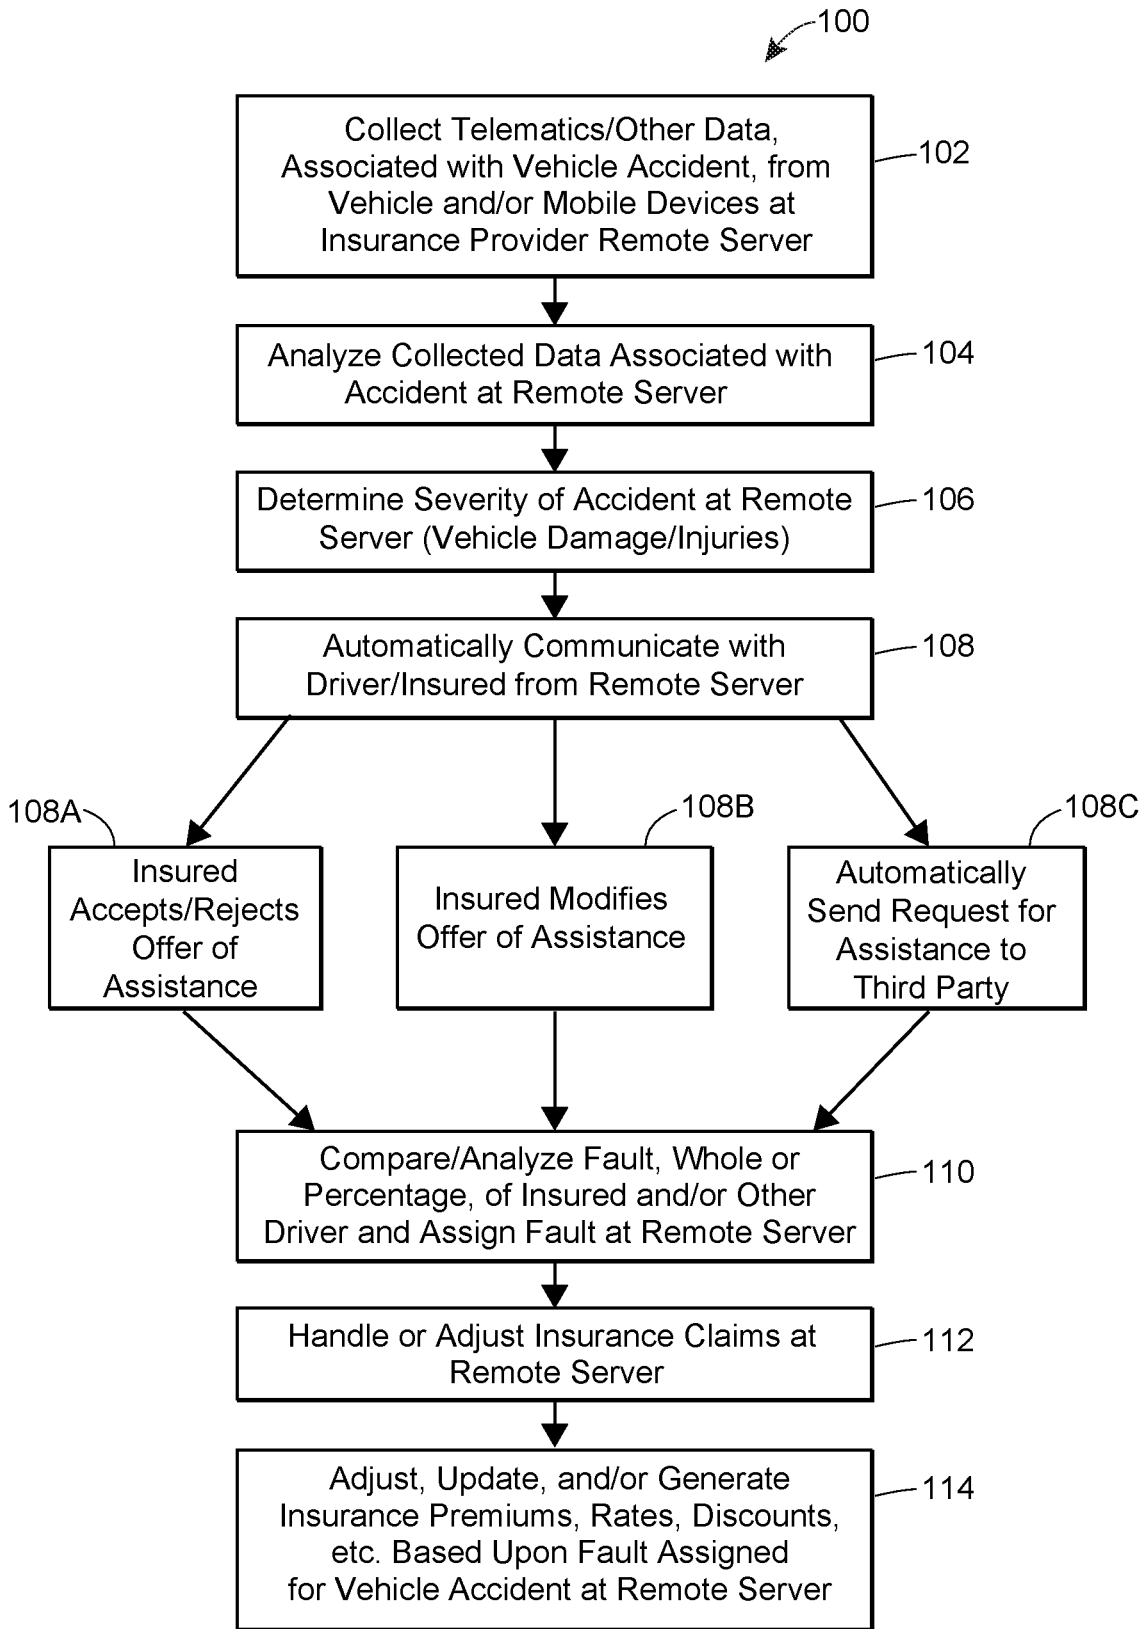 100
Collect Telematics/Other Data,
Associated with Vehicle Accident, from
Vehicle and/or Mobile Devices at
Insurance Provider Remote Server
102
Analyze Collected Data Associated with
Accident at Remote Server
104
Determine Severity of Accident at Remote
Server (Vehicle Damage/Injuries)
106
Automatically Communicate with
Driver/Insured from Remote Server
108
108A
Insured
Accepts/Rejects
Offer of
Assistance
108B
Insured Modifies
Offer of Assistance
108C
Automatically
Send Request for
Assistance to
Third Party
Compare/Analyze Fault, Whole or
Percentage, of Insured and/or Other
Driver and Assign Fault at Remote Server
110
Handle or Adjust Insurance Claims at
Remote Server
112
Adjust, Update, and/or Generate
Insurance Premiums, Rates, Discounts,
etc. Based Upon Fault Assigned
for Vehicle Accident at Remote Server
114